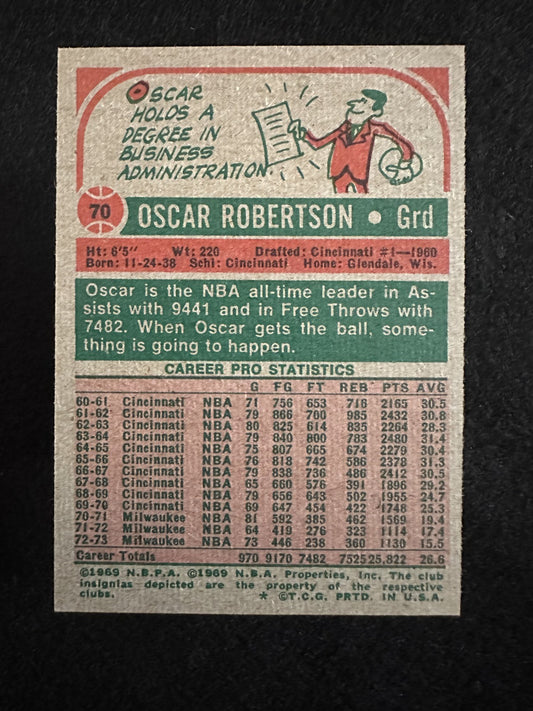 OSCAR
HOLDS A
DEGREE IN
BUSINESS
ADMINISTRATION.
70 OSCAR ROBERTSON • Grd
Ht: 6'5" Wt: 220 Drafted: Cincinnati #1—1960
Born: 11-24-38 Schl: Cincinnati Home: Glendale, Wis.
Oscar is the NBA all-time leader in As-
sists with 9441 and in Free Throws with
7482. When Oscar gets the ball, some-
thing is going to happen.
CAREER PRO STATISTICS
G FG FT REB PTS AVG
60-61 Cincinnati NBA 71 756 653 716 2165 30.5
61-62 Cincinnati NBA 79 866 700 985 2432 30.8
62-63 Cincinnati NBA 80 825 614 835 2264 28.3
63-64 Cincinnati NBA 79 840 800 783 2480 31.4
64-65 Cincinnati NBA 75 807 665 674 2279 30.4
65-66 Cincinnati NBA 76 818 742 586 2378 31.3
66-67 Cincinnati NBA 79 838 736 486 2412 30.5
67-68 Cincinnati NBA 65 660 576 391 1896 29.2
68-69 Cincinnati NBA 79 656 643 502 1955 24.7
69-70 Cincinnati NBA 69 647 454 422 1748 25.3
70-71 Milwaukee NBA 81 592 385 462 1569 19.4
71-72 Milwaukee NBA 64 419 276 323 1114 17.4
72-73 Milwaukee NBA 73 446 238 360 1130 15.5
Career Totals 970 9170 7482 7525 25,822 26.6
©1969 N.B.P.A. ©1969 N.B.A. Properties, Inc. The club
insignias depicted are the property of the respective
clubs. * ©T.C.G. PRTD. IN U.S.A.